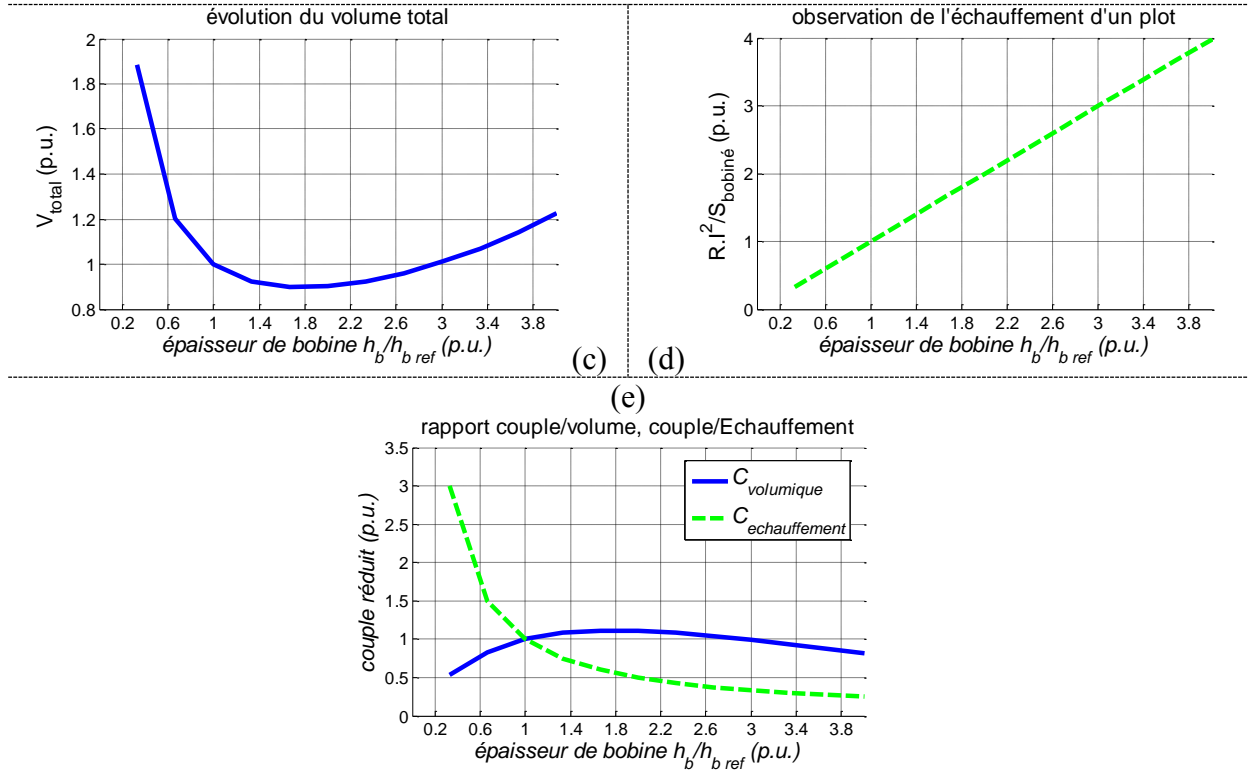 évolution du volume total
2
1.8
1.6
1.4
1.2
1
0.8
V_total (p.u.)
0.2 0.6 1 1.4 1.8 2.2 2.6 3 3.4 3.8
épaisseur de bobine h_b/h_b ref (p.u.)
(c)
observation de l'échauffement d'un plot
4
3
2
1
0
R.I^2/S_bobiné (p.u.)
0.2 0.6 1 1.4 1.8 2.2 2.6 3 3.4 3.8
épaisseur de bobine h_b/h_b ref (p.u.)
(d)
(e)
rapport couple/volume, couple/Echauffement
3.5
3
2.5
2
1.5
1
0.5
0
couple réduit (p.u.)
C_volumique
C_echauffement
0.2 0.6 1 1.4 1.8 2.2 2.6 3 3.4 3.8
épaisseur de bobine h_b/h_b ref (p.u.)